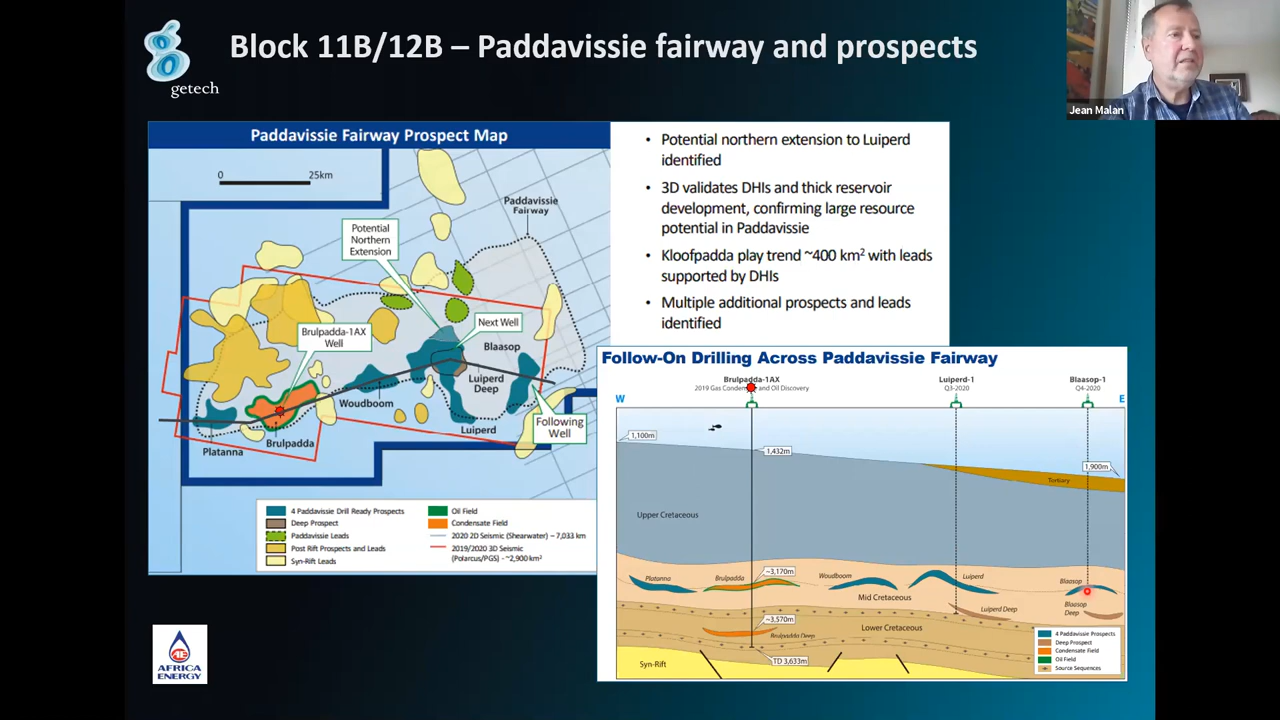 Block 11B/12B – Paddavissie fairway and prospects
getech
Jean Malan
Paddavissie Fairway Prospect Map
0
25km
Paddavissie
Fairway
Potential
Northern
Extension
Brulpadda-1AX
Well
Next Well
Blaasop
Luiperd
Deep
Woudboom
Following
Well
Luiperd
Brulpadda
Platanna
4 Paddavissie Drill Ready Prospects
Deep Prospect
Paddavissie Leads
Post Rift Prospects and Leads
Syn-Rift Leads
Oil Field
Condensate Field
2020 2D Seismic (Shearwater) – 7,033 km
2019/2020 3D Seismic
(Polarcus/PGS) - ~2,900km²
• Potential northern extension to Luiperd
identified
• 3D validates DHIs and thick reservoir
development, confirming large resource
potential in Paddavissie
• Kloofpadda play trend ~400 km² with leads
supported by DHIs
• Multiple additional prospects and leads
identified
Follow-On Drilling Across Paddavissie Fairway
Brulpadda-1AX
2019 Gas Condensate and Oil Discovery
Luiperd-1
Q3-2020
Blaasop-1
Q4-2020
W
E
1,100m
1,432m
1,900m
Tertiary
Upper Cretaceous
~3,170m
Platanna
Brulpadda
Woudboom
Luiperd
Blaasop
Mid Cretaceous
Blaasop
Deep
Luiperd Deep
~3,570m
Lower Cretaceous
Brulpadda Deep
TD 3,633m
Syn-Rift
4 Paddavissie Prospects
Deep Prospect
Condensate Field
Oil Field
Source Sequences
AEC
AFRICA
ENERGY